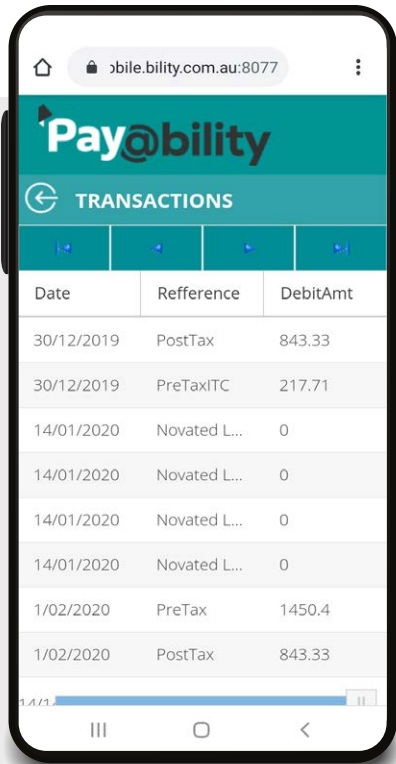 obile.bility.com.au:8077
Pay@bility
TRANSACTIONS
Date Refference DebitAmt
30/12/2019 PostTax 843.33
30/12/2019 PreTaxITC 217.71
14/01/2020 Novated L... 0
14/01/2020 Novated L... 0
14/01/2020 Novated L... 0
14/01/2020 Novated L... 0
1/02/2020 PreTax 1450.4
1/02/2020 PostTax 843.33